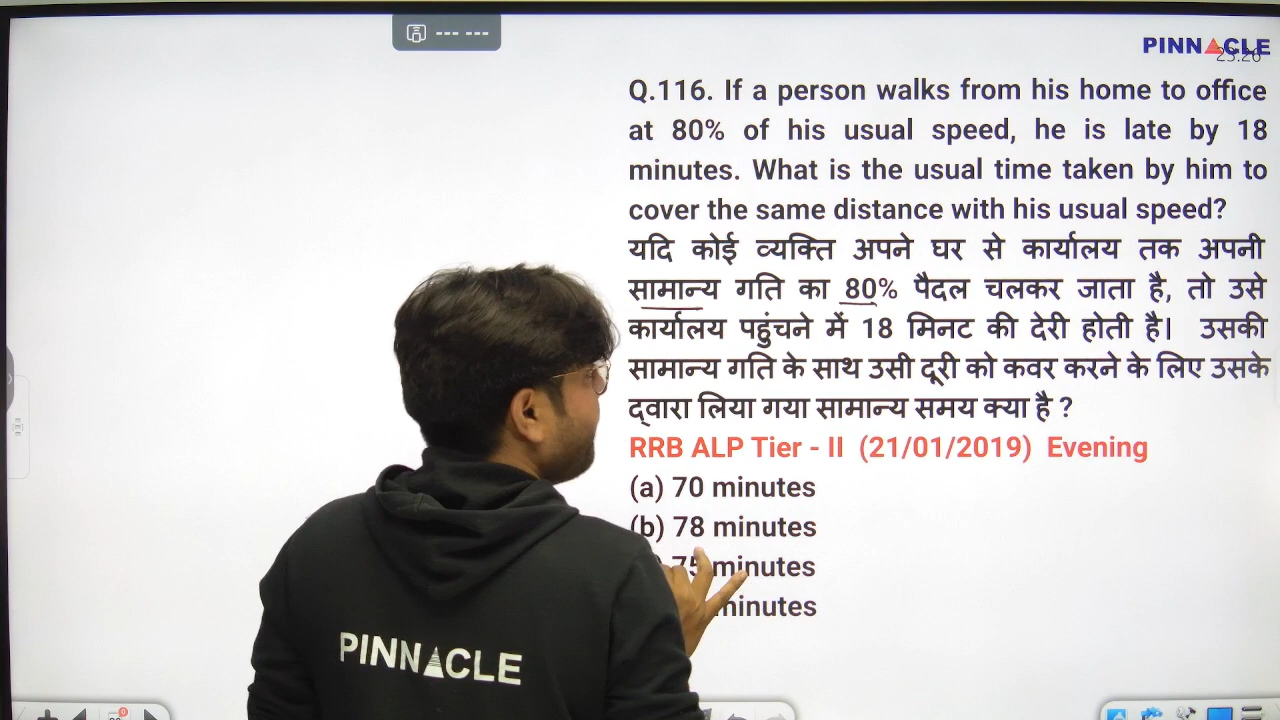 PINNACLE
23:26
Q.116. If a person walks from his home to office
at 80% of his usual speed, he is late by 18
minutes. What is the usual time taken by him to
cover the same distance with his usual speed?
यदि कोई व्यक्ति अपने घर से कार्यालय तक अपनी
सामान्य गति का 80% पैदल चलकर जाता है, तो उसे
कार्यालय पहुंचने में 18 मिनट की देरी होती है। उसकी
सामान्य गति के साथ उसी दूरी को कवर करने के लिए उसके
द्वारा लिया गया सामान्य समय क्या है ?
RRB ALP Tier - II (21/01/2019) Evening
(a) 70 minutes
(b) 78 minutes
75 minutes
minutes
PINNACLE